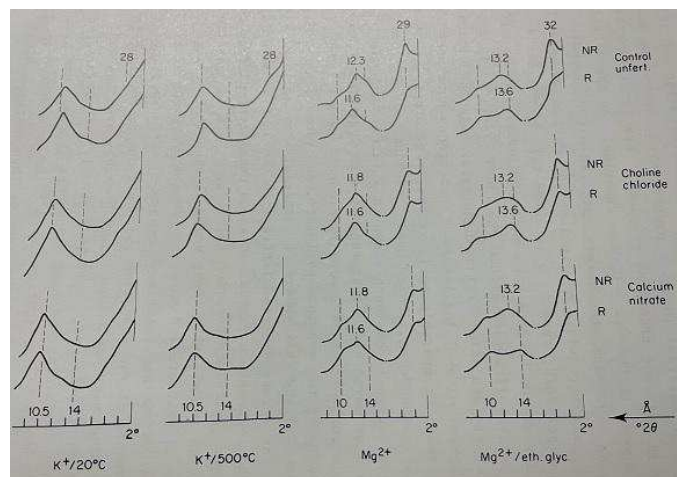 28 28 29 32
NR Control
12.3 13.2 unfert.
R
11.6 13.6
NR Choline
11.8 13.2 chloride
R
11.6 13.6
NR Calcium
11.8 13.2 nitrate
R
11.6
10.5 14 10.5 14 10 14 10 14 Å
2° 2° 2° 2° °2θ
K+/20°C K+/500°C Mg2+ Mg2+/eth. glyc.